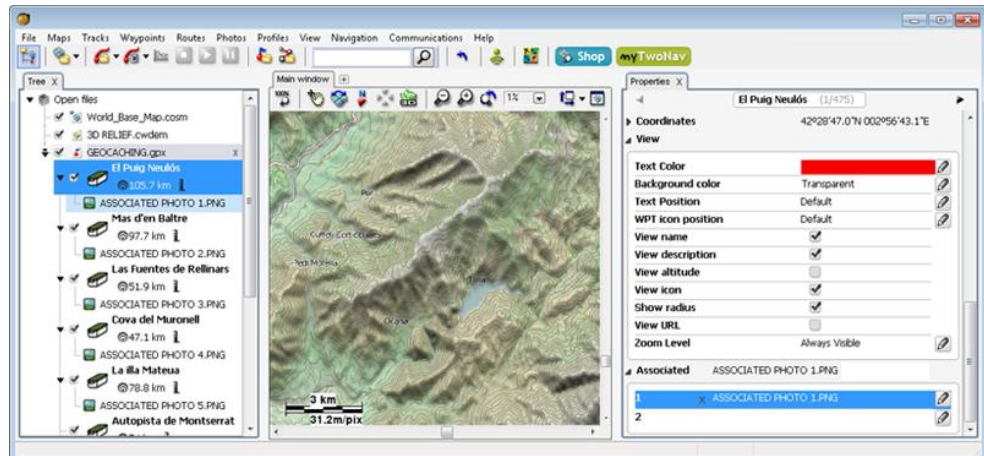 File Maps Tracks Waypoints Routes Photos Profiles View Navigation Communications Help
Shop myTwoNav
Tree X
Open files
World_Base_Map.cosm
3D RELIEF.cwdem
GEOCACHING.gpx x
El Puig Neulós
105.7 km
ASSOCIATED PHOTO 1.PNG
Mas d'en Baltre
97.7 km
ASSOCIATED PHOTO 2.PNG
Las Fuentes de Rellinars
51.9 km
ASSOCIATED PHOTO 3.PNG
Cova del Muronell
47.1 km
ASSOCIATED PHOTO 4.PNG
La illa Mateua
78.8 km
ASSOCIATED PHOTO 5.PNG
Autopista de Montserrat
Main window
100%
1%
Ocaña
3 km
31.2m/pix
Properties X
El Puig Neulós (1/475)
Coordinates 42º28'47.0"N 002º56'43.1"E
View
Text Color
Background color Transparent
Text Position Default
WPT icon position Default
View name
View description
View altitude
View icon
Show radius
View URL
Zoom Level Always Visible
Associated ASSOCIATED PHOTO 1.PNG
1 x ASSOCIATED PHOTO 1.PNG
2